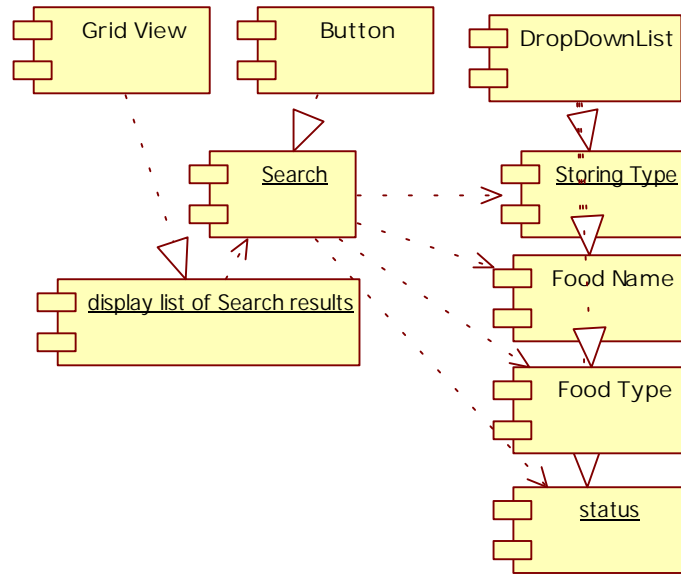 Grid View
Button
DropDownList
Search
Storing Type
Food Name
display list of Search results
Food Type
status